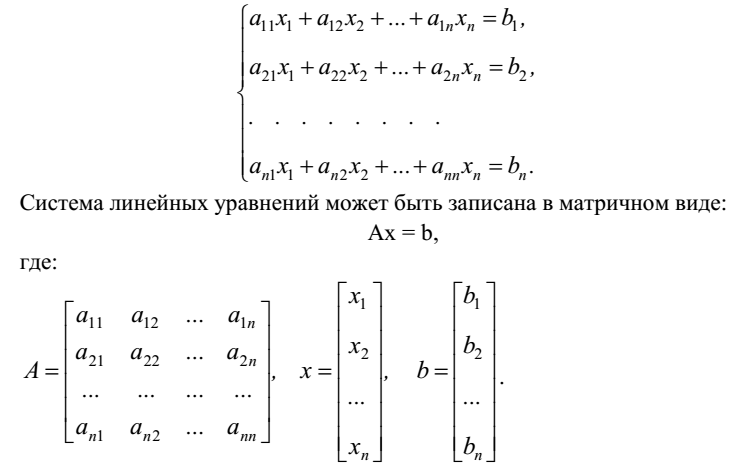 a₁₁x₁ + a₁₂x₂ + ... + a₁ₙxₙ = b₁,
a₂₁x₁ + a₂₂x₂ + ... + a₂ₙxₙ = b₂,
. . . . . . . .
aₙ₁x₁ + aₙ₂x₂ + ... + aₙₙxₙ = bₙ.
Система линейных уравнений может быть записана в матричном виде:
Ax = b,
где:
A = [a₁₁ a₁₂ ... a₁ₙ
a₂₁ a₂₂ ... a₂ₙ
... ... ... ...
aₙ₁ aₙ₂ ... aₙₙ],
x = [x₁
x₂
...
xₙ],
b = [b₁
b₂
...
bₙ].